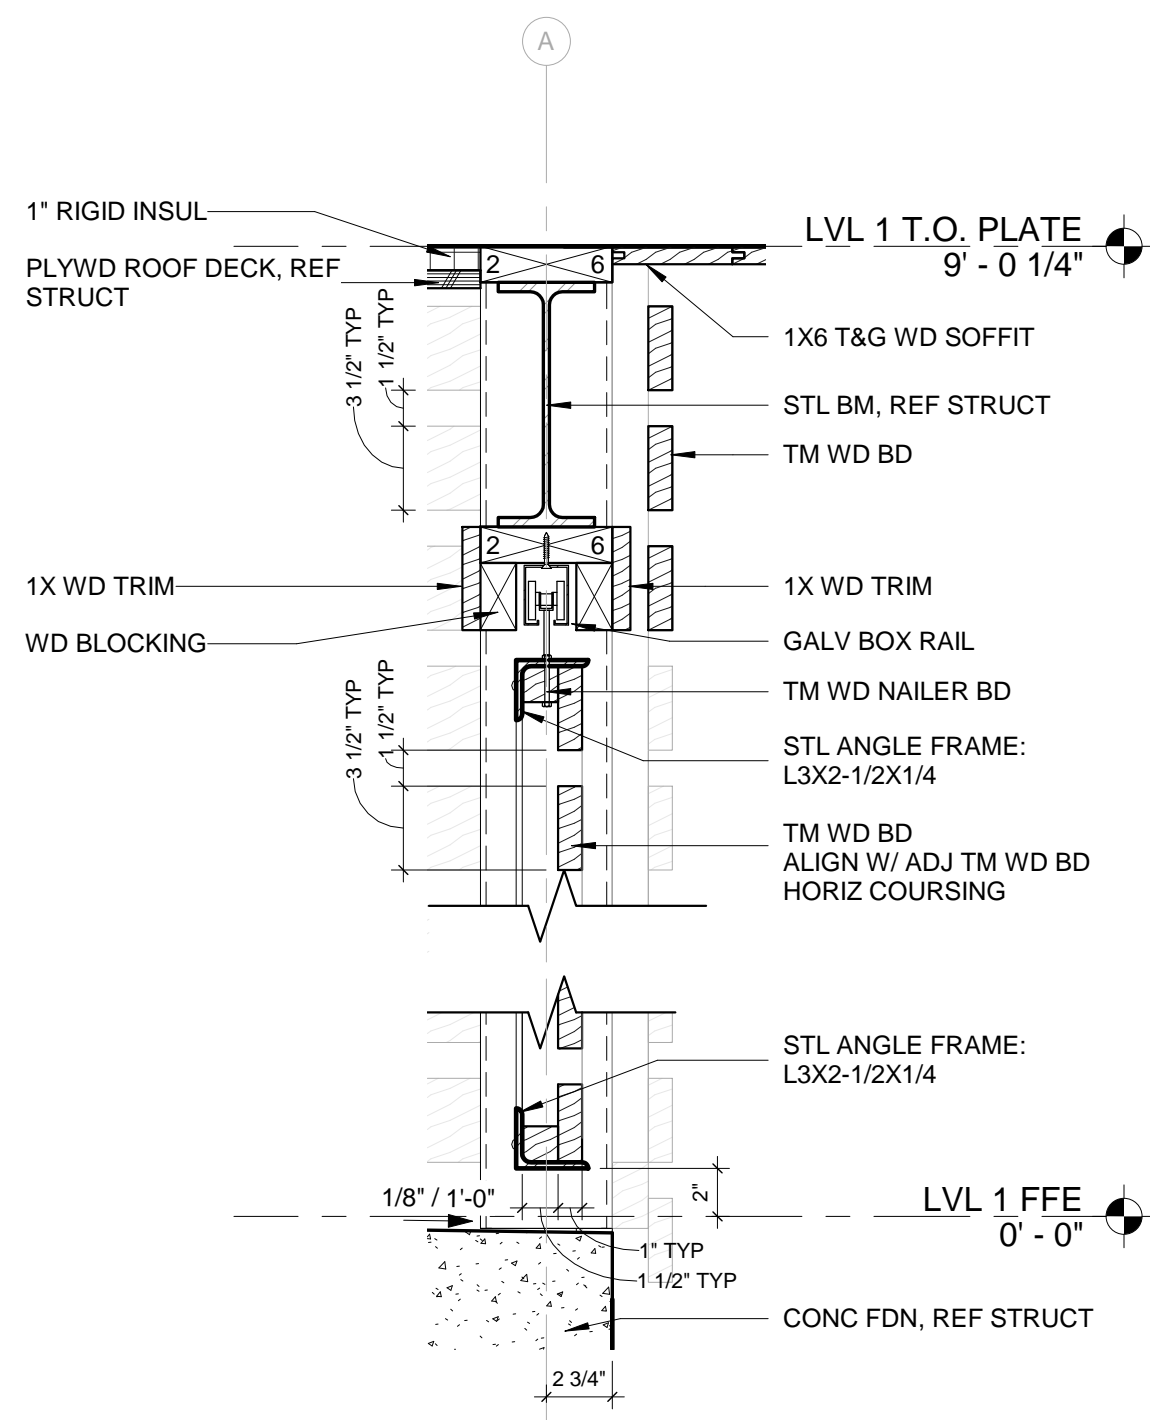 A
1" RIGID INSUL
PLYWD ROOF DECK, REF
STRUCT
LVL 1 T.O. PLATE
9' - 0 1/4"
2 6
3 1/2" TYP
1 1/2" TYP
1X6 T&G WD SOFFIT
STL BM, REF STRUCT
TM WD BD
2 6
1X WD TRIM
WD BLOCKING
1X WD TRIM
GALV BOX RAIL
TM WD NAILER BD
3 1/2" TYP
1 1/2" TYP
STL ANGLE FRAME:
L3X2-1/2X1/4
TM WD BD
ALIGN W/ ADJ TM WD BD
HORIZ COURSING
STL ANGLE FRAME:
L3X2-1/2X1/4
1/8" / 1'-0"
2"
LVL 1 FFE
0' - 0"
1" TYP
1 1/2" TYP
CONC FDN, REF STRUCT
2 3/4"